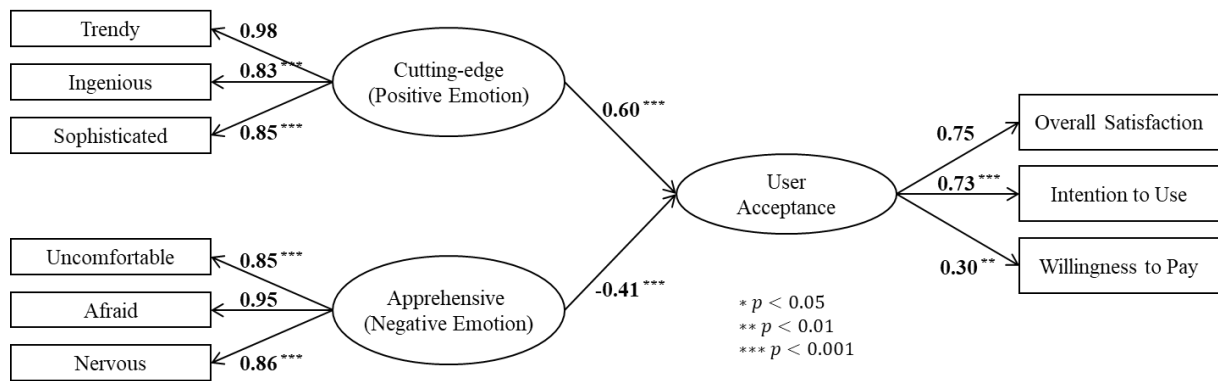 Trendy
0.98
Ingenious
0.83 ***
Sophisticated
0.85 ***
Cutting-edge
(Positive Emotion)
0.60 ***
Uncomfortable
0.85 ***
Afraid
0.95
Nervous
0.86 ***
Apprehensive
(Negative Emotion)
-0.41 ***
User
Acceptance
0.75
Overall Satisfaction
0.73 ***
Intention to Use
0.30 **
Willingness to Pay
* p < 0.05
** p < 0.01
*** p < 0.001